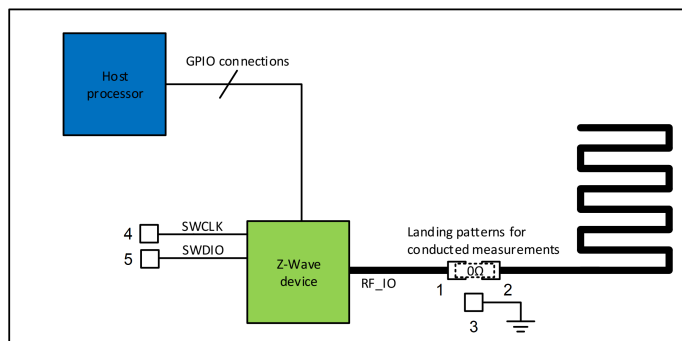 Host
processor
GPIO connections
4
SWCLK
5
SWDIO
Z-Wave
device
RF_IO
Landing patterns for
conducted measurements
0Ω
1
2
3